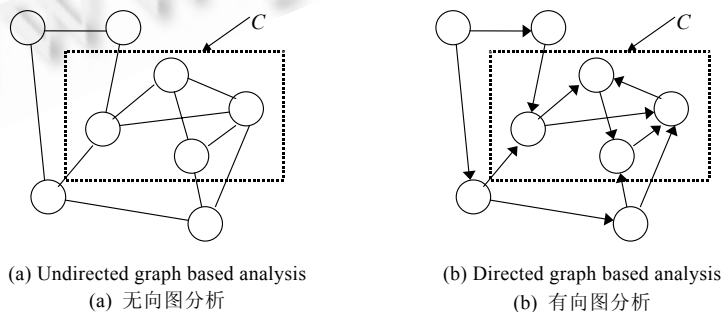 C
C
(a) Undirected graph based analysis
(a) 无向图分析
(b) Directed graph based analysis
(b) 有向图分析